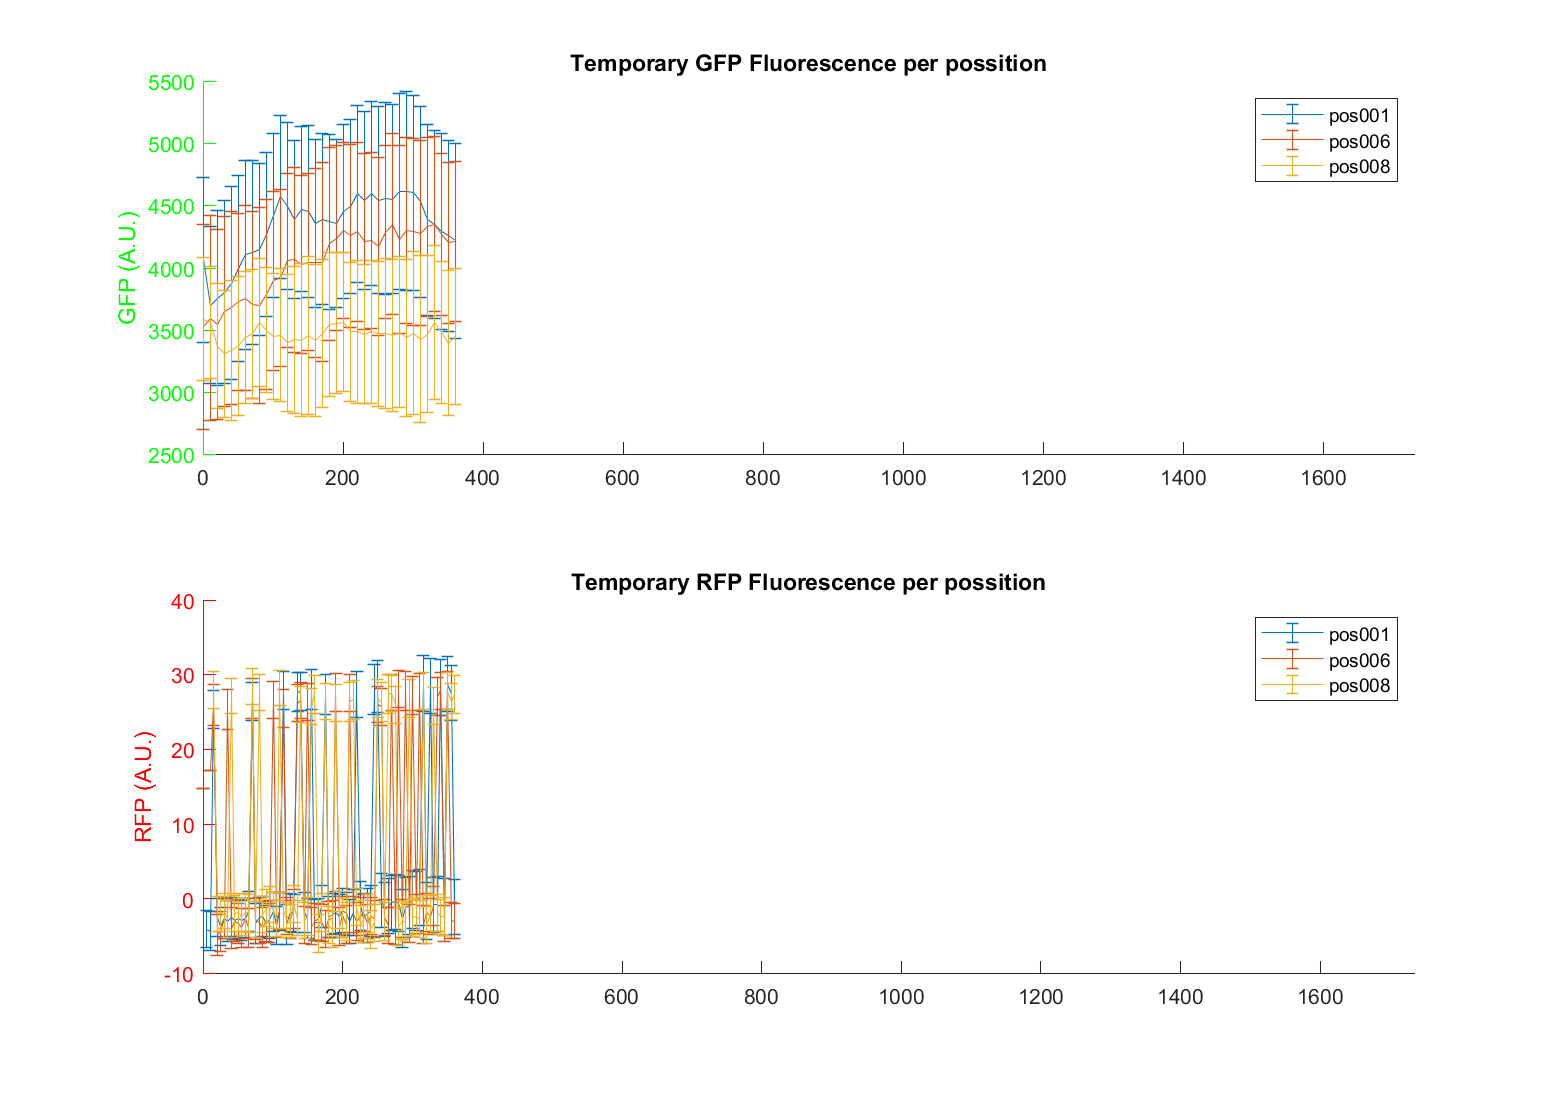 Temporary GFP Fluorescence per possition
5500
5000
4500
4000
3500
3000
2500
GFP (A.U.)
0 200 400 600 800 1000 1200 1400 1600
pos001
pos006
pos008
Temporary RFP Fluorescence per possition
40
30
20
10
0
-10
RFP (A.U.)
0 200 400 600 800 1000 1200 1400 1600
pos001
pos006
pos008